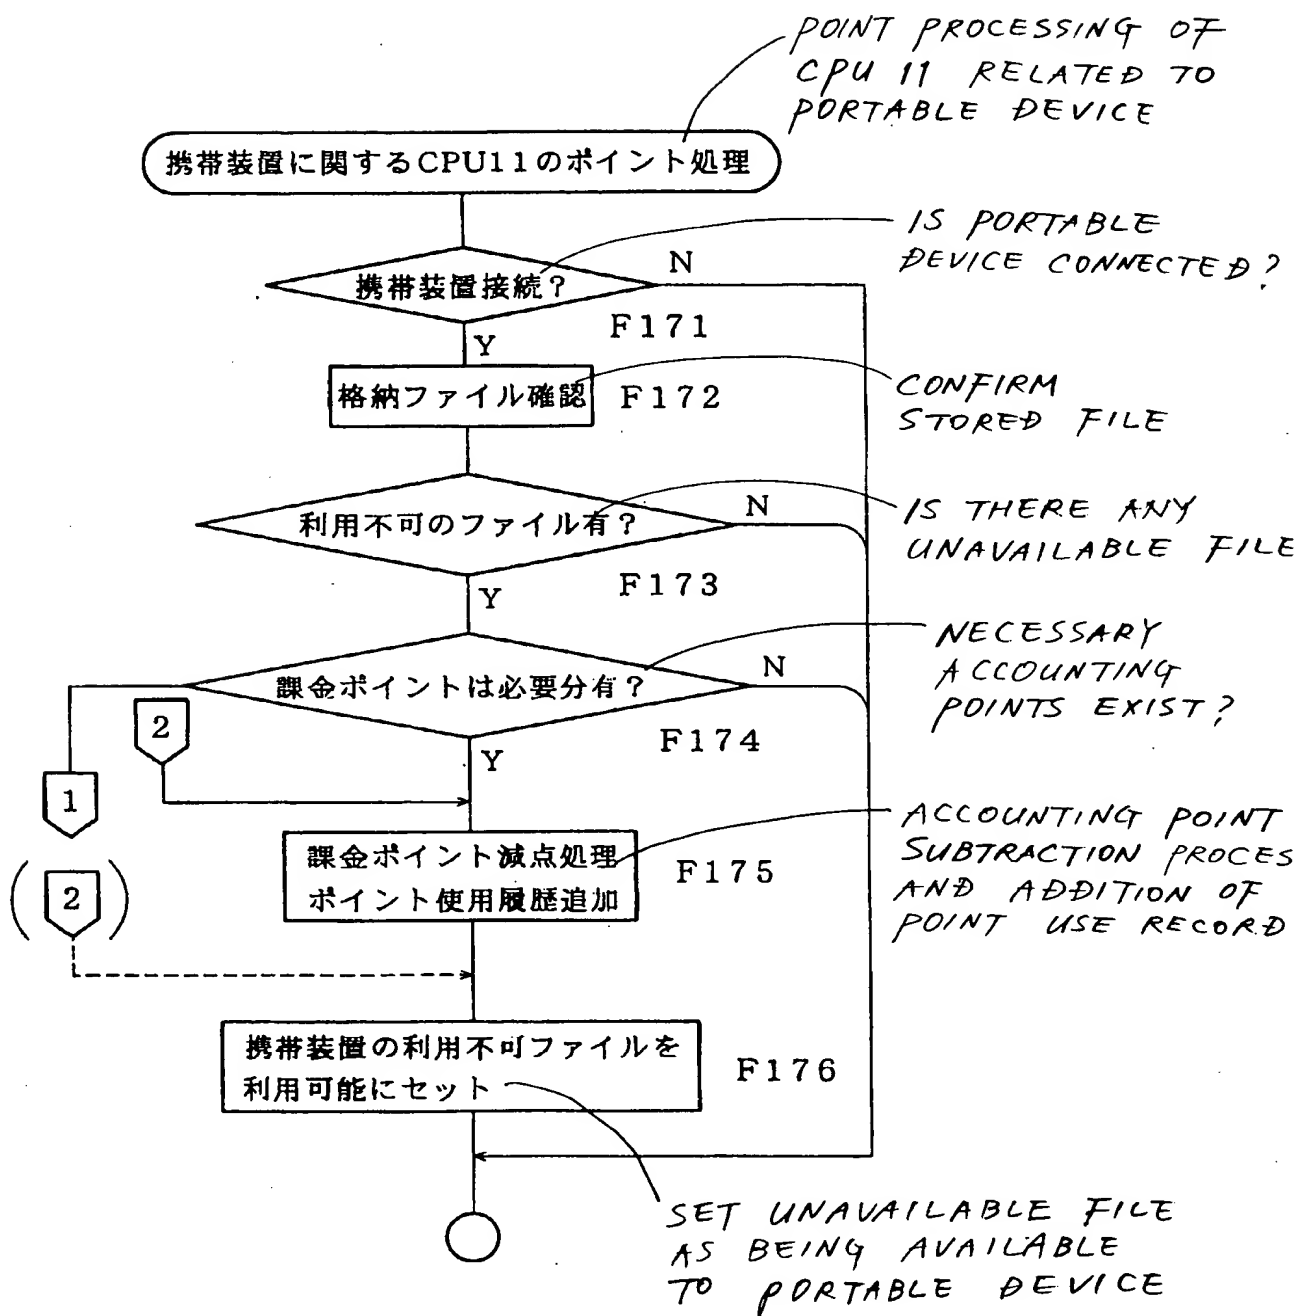 POINT PROCESSING OF
CPU 11 RELATED TO
PORTABLE DEVICE
携帯装置に関するCPU11のポイント処理
IS PORTABLE
DEVICE CONNECTED?
携帯装置接続？
N
F171
Y
格納ファイル確認
F172
CONFIRM
STORED FILE
利用不可のファイル有？
N
IS THERE ANY
UNAVAILABLE FILE
F173
Y
NECESSARY
ACCOUNTING
POINTS EXIST?
課金ポイントは必要分有？
N
2
F174
Y
1
ACCOUNTING POINT
SUBTRACTION PROCES
AND ADDITION OF
POINT USE RECORD
課金ポイント減点処理
ポイント使用履歴追加
F175
(2)
携帯装置の利用不可ファイルを
利用可能にセット
F176
SET UNAVAILABLE FILE
AS BEING AVAILABLE
TO PORTABLE DEVICE